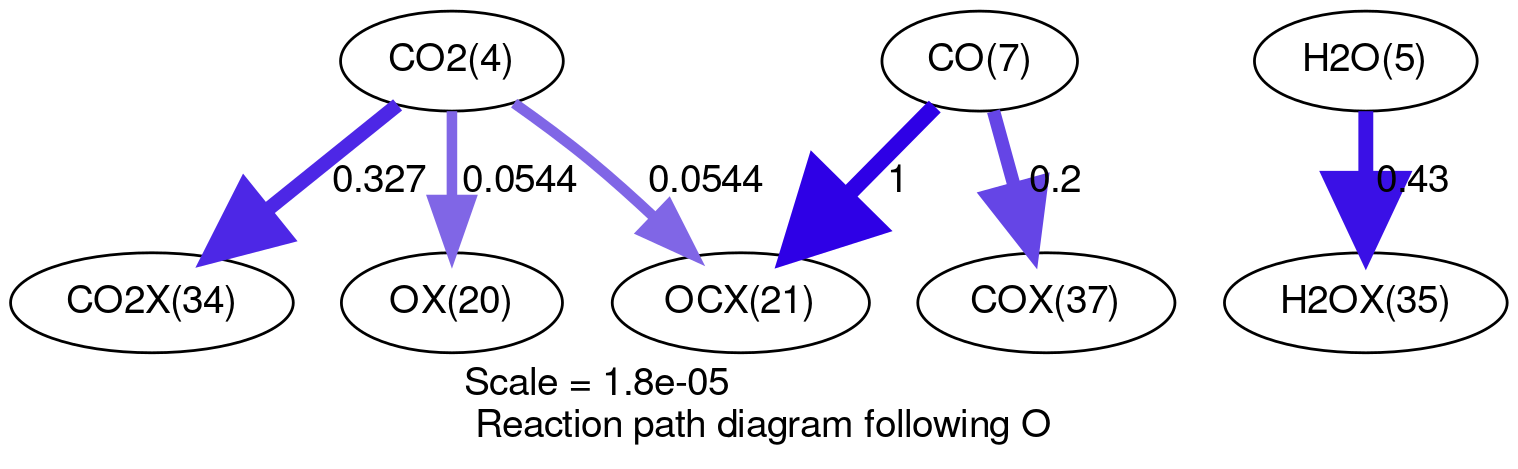 CO2(4)
CO(7)
H2O(5)
0.327
0.0544
0.0544
1
0.2
0.43
CO2X(34)
OX(20)
OCX(21)
COX(37)
H2OX(35)
Scale = 1.8e-05
Reaction path diagram following O